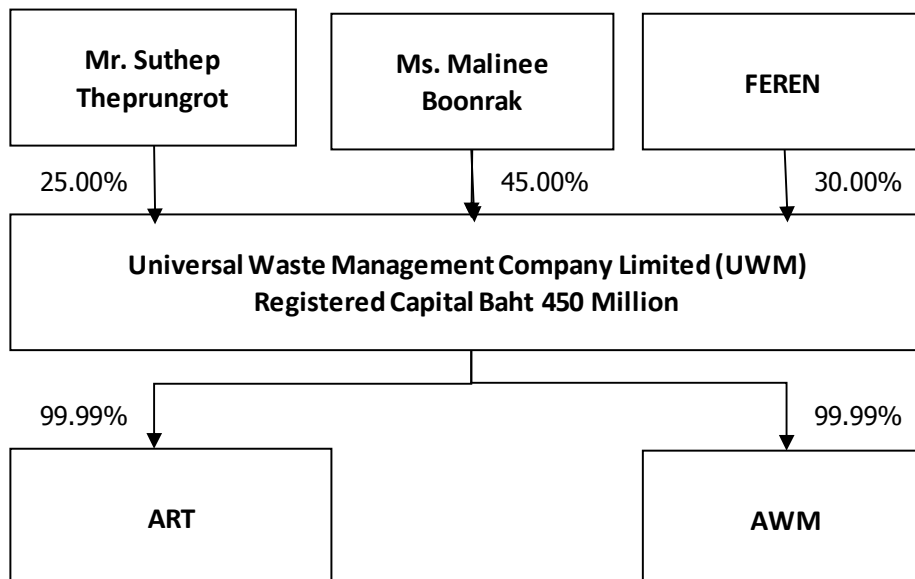 Mr. Suthep
Theprungrot
Ms. Malinee
Boonrak
FEREN
25.00%
45.00%
30.00%
Universal Waste Management Company Limited (UWM)
Registered Capital Baht 450 Million
99.99%
99.99%
ART
AWM